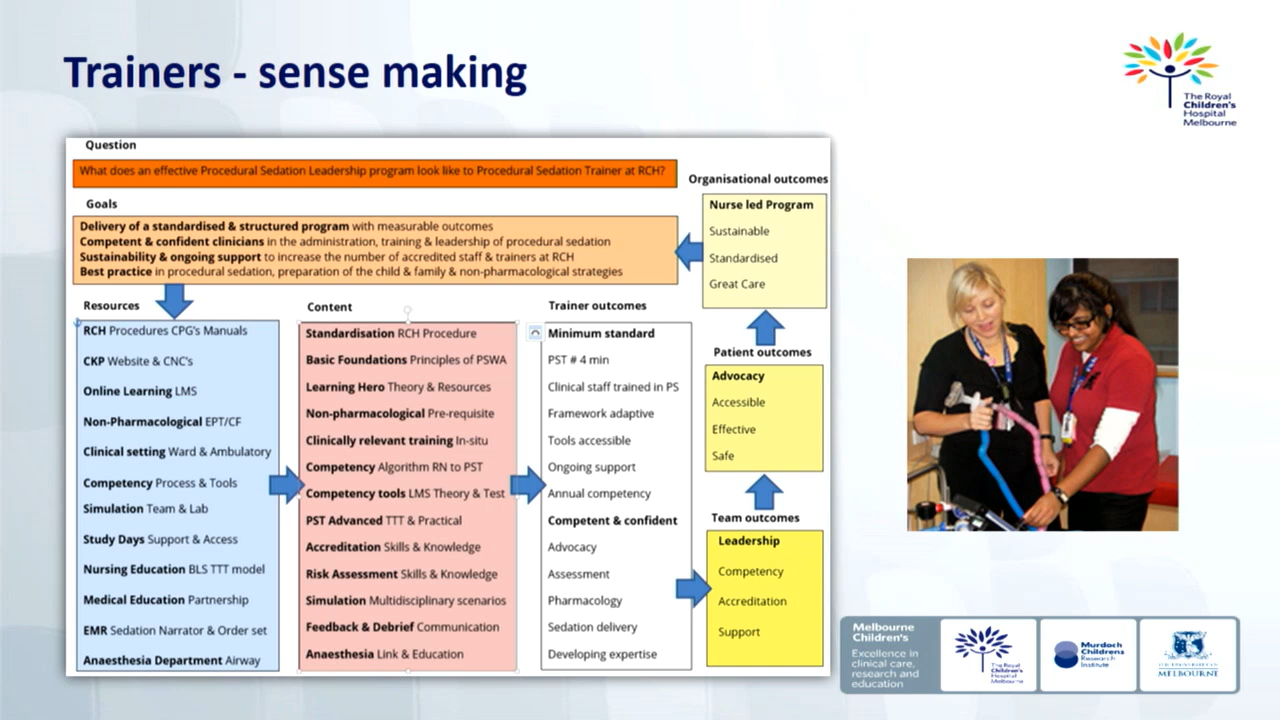 Trainers - sense making
The Royal
Children's
Hospital
Melbourne
Question
What does an effective Procedural Sedation Leadership program look like to Procedural Sedation Trainer at RCH?
Goals
Delivery of a standardised & structured program with measurable outcomes
Competent & confident clinicians in the administration, training & leadership of procedural sedation
Sustainability & ongoing support to increase the number of accredited staff & trainers at RCH
Best practice in procedural sedation, preparation of the child & family & non-pharmacological strategies
Resources
RCH Procedures CPG's Manuals
CKP Website & CNC's
Online Learning LMS
Non-Pharmacological EPT/CF
Clinical setting Ward & Ambulatory
Competency Process & Tools
Simulation Team & Lab
Study Days Support & Access
Nursing Education BLS TTT model
Medical Education Partnership
EMR Sedation Narrator & Order set
Anaesthesia Department Airway
Content
Standardisation RCH Procedure
Basic Foundations Principles of PSWA
Learning Hero Theory & Resources
Non-pharmacological Pre-requisite
Clinically relevant training In-situ
Competency Algorithm RN to PST
Competency tools LMS Theory & Test
PST Advanced TTT & Practical
Accreditation Skills & Knowledge
Risk Assessment Skills & Knowledge
Simulation Multidisciplinary scenarios
Feedback & Debrief Communication
Anaesthesia Link & Education
Trainer outcomes
Minimum standard
PST # 4 min
Clinical staff trained in PS
Framework adaptive
Tools accessible
Ongoing support
Annual competency
Competent & confident
Advocacy
Assessment
Pharmacology
Sedation delivery
Developing expertise
Organisational outcomes
Nurse led Program
Sustainable
Standardised
Great Care
Patient outcomes
Advocacy
Accessible
Effective
Safe
Team outcomes
Leadership
Competency
Accreditation
Support
Melbourne
Children's
Excellence in
clinical care,
research and
education
The Royal
Children's
Hospital
Melbourne
Murdoch
Childrens
Research
Institute
THE UNIVERSITY OF
MELBOURNE